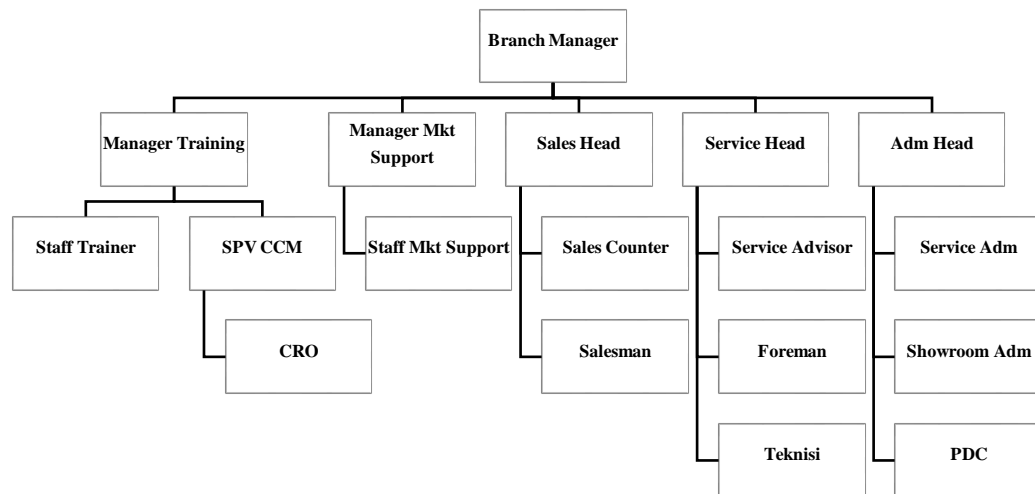 Branch Manager
Manager Training
Manager Mkt
Support
Sales Head
Service Head
Adm Head
Staff Trainer
SPV CCM
Staff Mkt Support
Sales Counter
Service Advisor
Service Adm
CRO
Salesman
Foreman
Showroom Adm
Teknisi
PDC